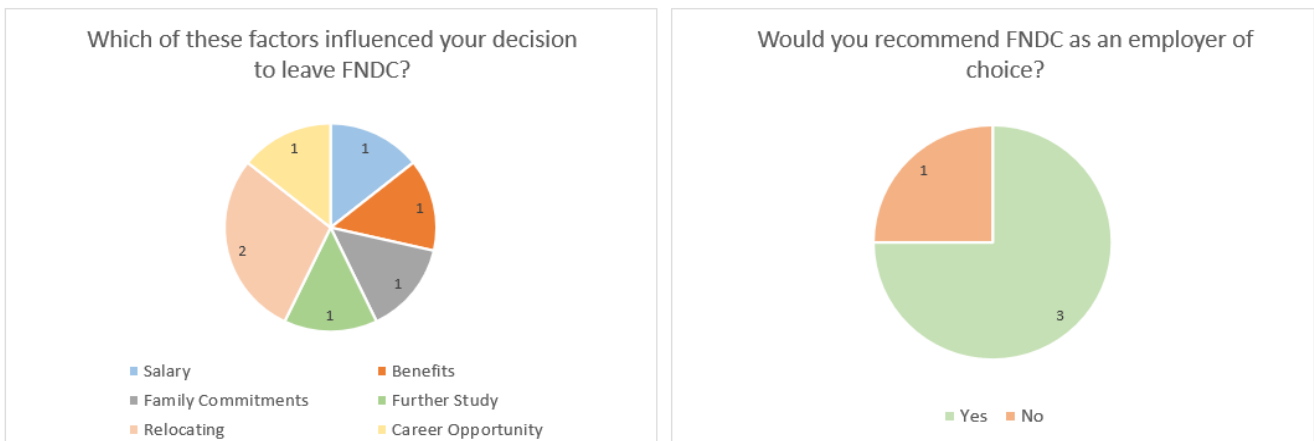 Which of these factors influenced your decision
to leave FNDC?
1
1
1
1
2
1
Salary
Benefits
Family Commitments
Further Study
Relocating
Career Opportunity
Would you recommend FNDC as an employer of
choice?
1
3
Yes
No